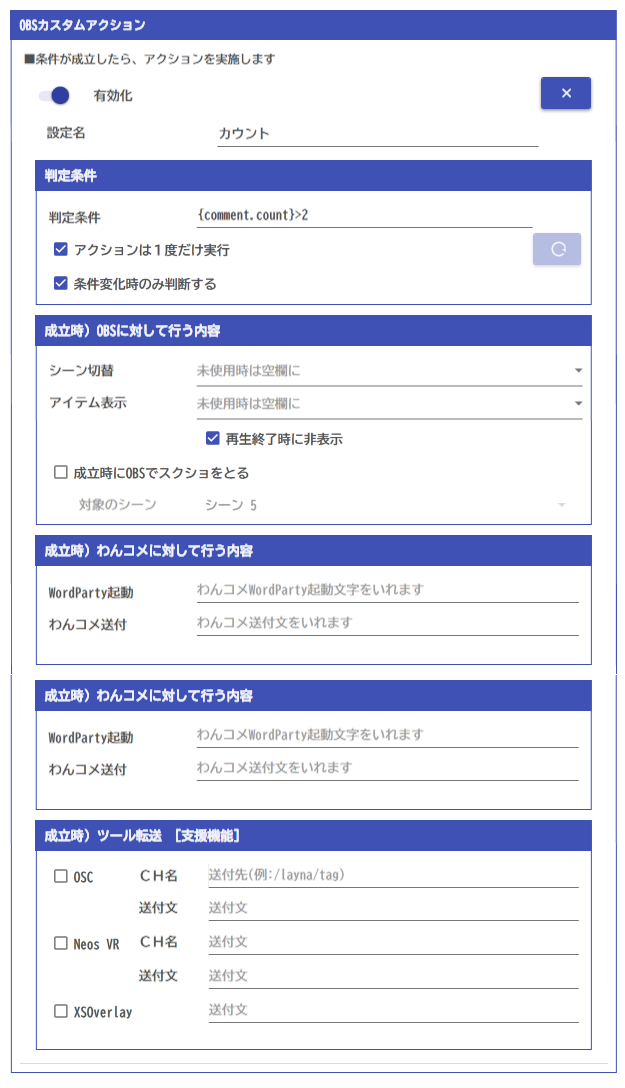 OBSカスタムアクション
■条件が成立したら、アクションを実施します
有効化
×
設定名 カウント
判定条件
判定条件 {comment.count}>2
アクションは１度だけ実行
条件変化時のみ判断する
成立時）OBSに対して行う内容
シーン切替 未使用時は空欄に
アイテム表示 未使用時は空欄に
再生終了時に非表示
成立時にOBSでスクショをとる
対象のシーン シーン 5
成立時）わんコメに対して行う内容
WordParty起動 わんコメWordParty起動文字をいれます
わんコメ送付 わんコメ送付文をいれます
成立時）わんコメに対して行う内容
WordParty起動 わんコメWordParty起動文字をいれます
わんコメ送付 わんコメ送付文をいれます
成立時）ツール転送　[支援機能]
OSC ＣＨ名 送付先(例:/layna/tag)
送付文 送付文
Neos VR ＣＨ名 送付文
送付文 送付文
XSOverlay 送付文